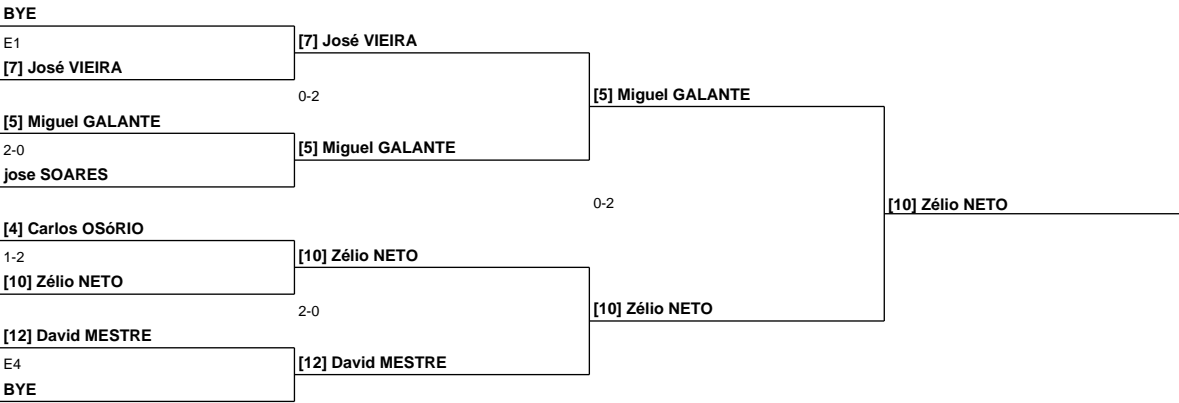 BYE
E1
[7] José VIEIRA
[7] José VIEIRA
0-2
[5] Miguel GALANTE
[5] Miguel GALANTE
2-0
[5] Miguel GALANTE
jose SOARES
0-2
[10] Zélio NETO
[4] Carlos OSóRIO
1-2
[10] Zélio NETO
[10] Zélio NETO
2-0
[10] Zélio NETO
[12] David MESTRE
E4
[12] David MESTRE
BYE